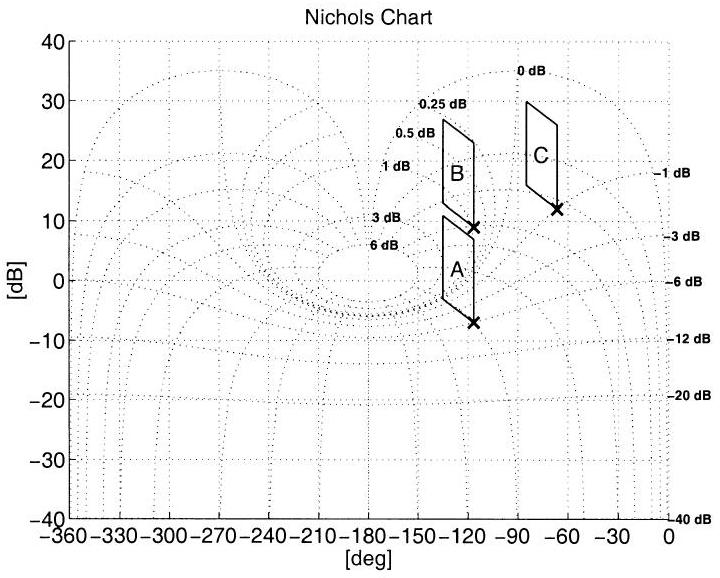 Nichols Chart
40
0 dB
30
0.25 dB
0.5 dB
20
1 dB
B
C
−1 dB
10
3 dB
−3 dB
6 dB
A
0
−6 dB
[dB]
−10
−12 dB
−20
−20 dB
−30
−40
−40 dB
−360 −330 −300 −270 −240 −210 −180 −150 −120 −90 −60 −30 0
[deg]